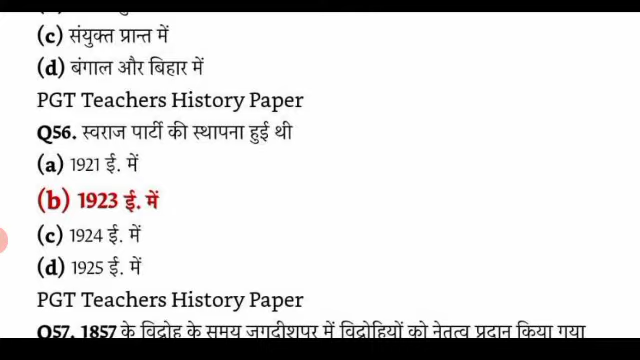 (c) संयुक्त प्रान्त में
(d) बंगाल और बिहार में
PGT Teachers History Paper
Q56. स्वराज पार्टी की स्थापना हुई थी
(a) 1921 ई. में
(b) 1923 ई. में
(c) 1924 ई. में
(d) 1925 ई. में
PGT Teachers History Paper
Q57. 1857 के विद्रोह के समय जगदीशपुर में विद्रोहियों को नेतृत्व प्रदान किया गया